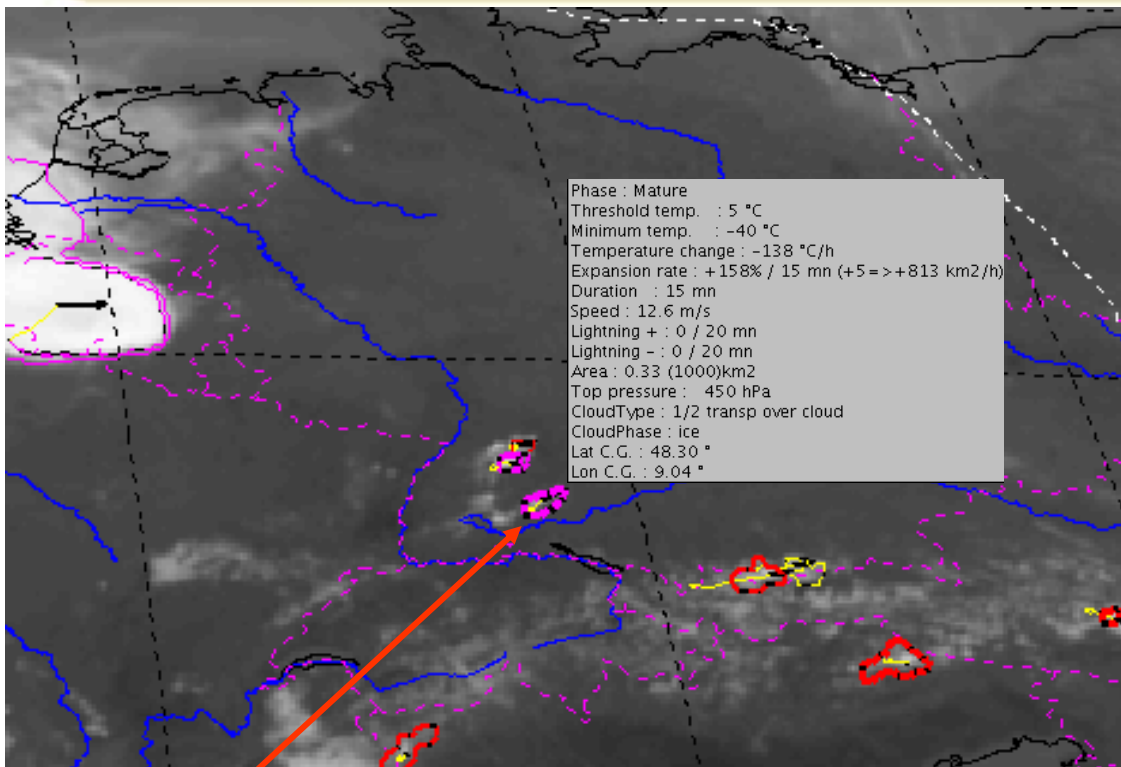 Phase : Mature
Threshold temp. : 5 °C
Minimum temp. : -40 °C
Temperature change : -138 °C/h
Expansion rate : +158% / 15 mn (+5=>+813 km2/h)
Duration : 15 mn
Speed : 12.6 m/s
Lightning + : 0 / 20 mn
Lightning - : 0 / 20 mn
Area : 0.33 (1000)km2
Top pressure : 450 hPa
CloudType : 1/2 transp over cloud
CloudPhase : ice
Lat C.G. : 48.30 °
Lon C.G. : 9.04 °